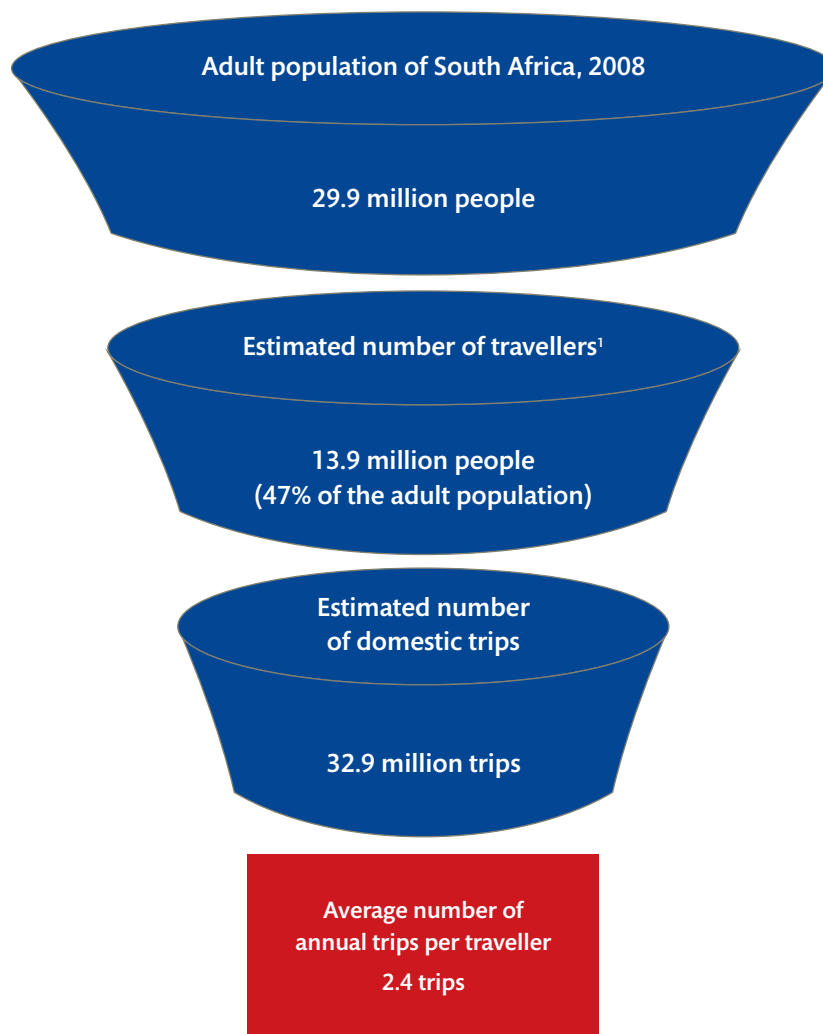 Adult population of South Africa, 2008
29.9 million people
Estimated number of travellers¹
13.9 million people
(47% of the adult population)
Estimated number
of domestic trips
32.9 million trips
Average number of
annual trips per traveller
2.4 trips